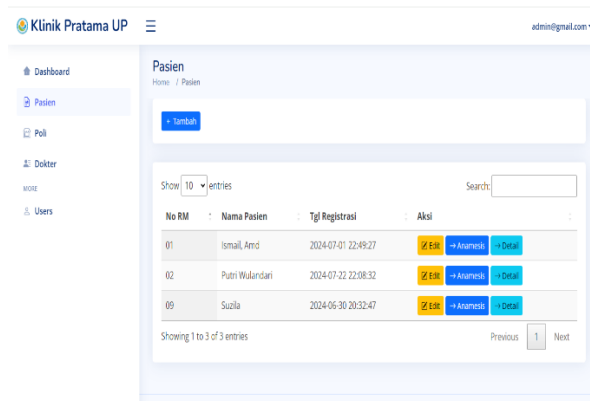 Klinik Pratama UP
admin@gmail.com
Dashboard
Pasien
Poli
Dokter
MORE
Users
Pasien
Home / Pasien
+ Tambah
Show 10 entries
Search:
No RM Nama Pasien Tgl Registrasi Aksi
01 Ismail, Amd 2024-07-01 22:49:27 Edit →Anamesis →Detail
02 Putri Wulandari 2024-07-22 22:08:32 Edit →Anamesis →Detail
09 Suzila 2024-06-30 20:32:47 Edit →Anamesis →Detail
Showing 1 to 3 of 3 entries
Previous 1 Next